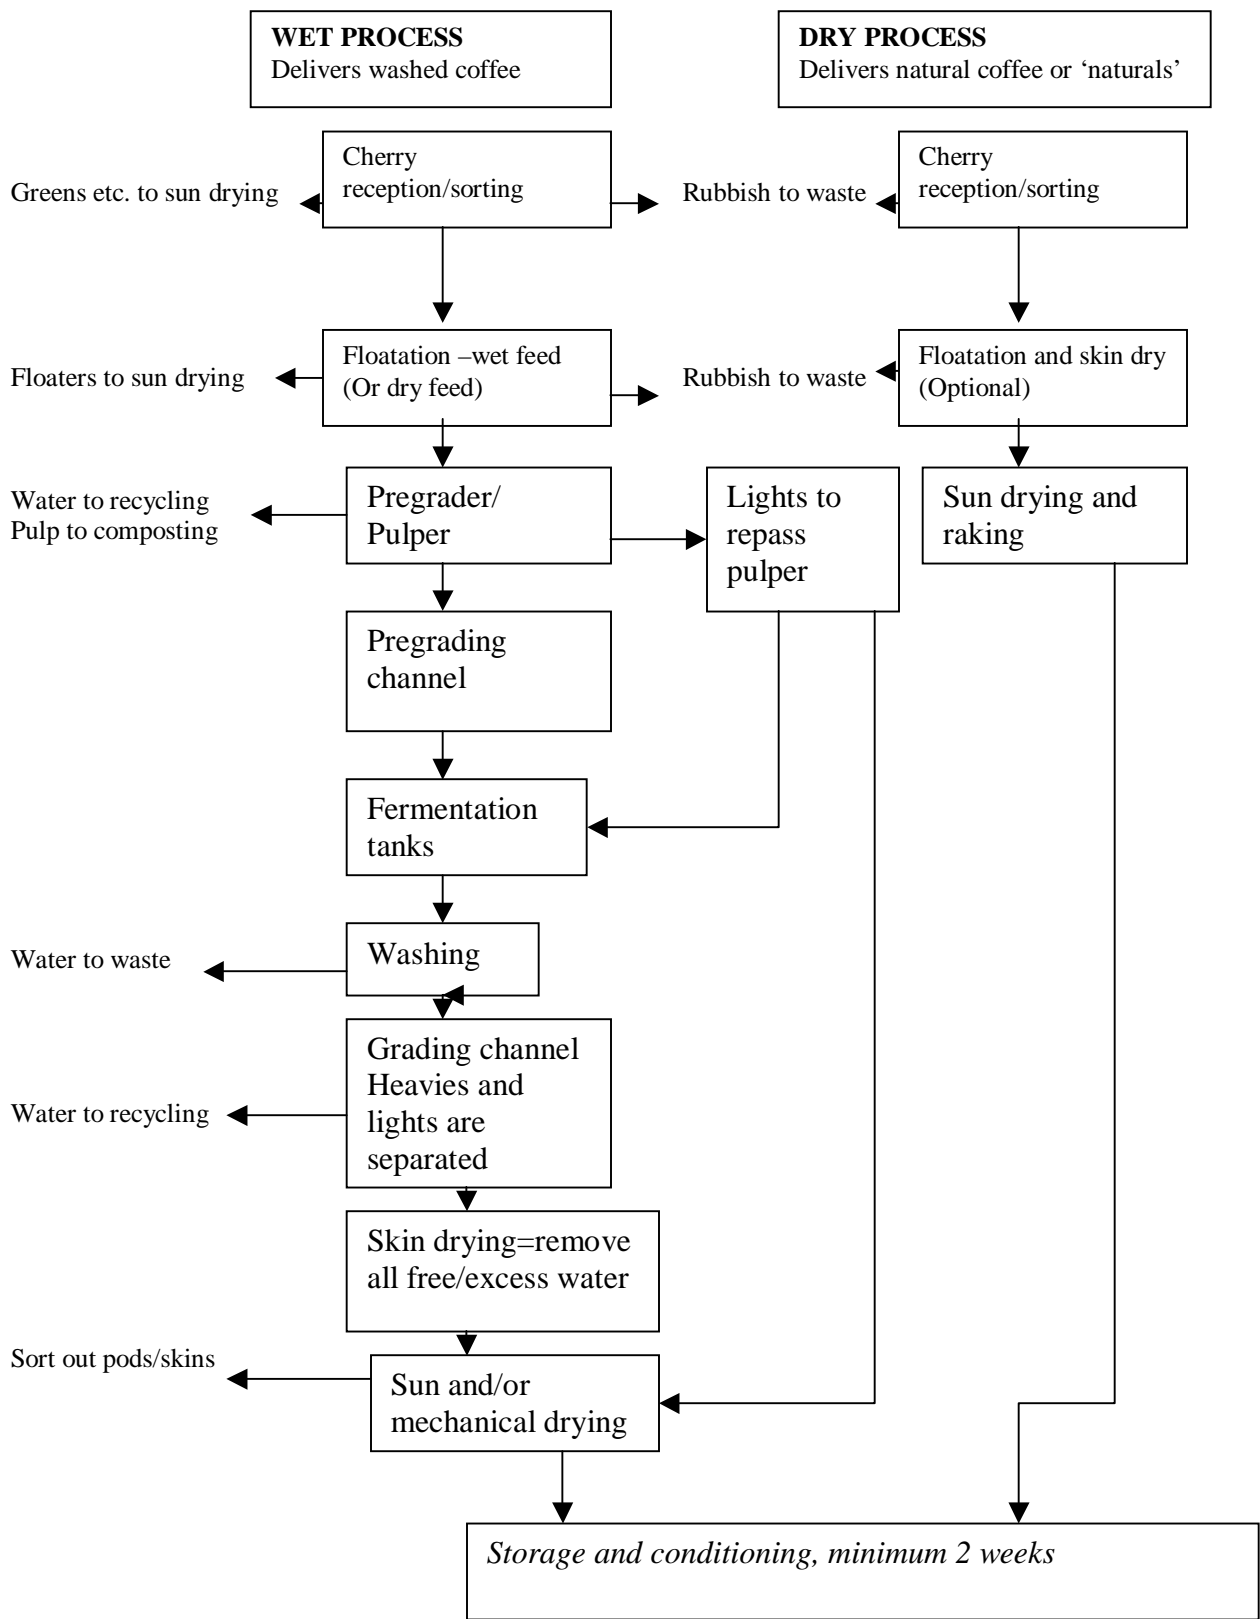 WET PROCESS
Delivers washed coffee
DRY PROCESS
Delivers natural coffee or ‘naturals’
Greens etc. to sun drying
Cherry
reception/sorting
Rubbish to waste
Cherry
reception/sorting
Floaters to sun drying
Floatation –wet feed
(Or dry feed)
Rubbish to waste
Floatation and skin dry
(Optional)
Water to recycling
Pulp to composting
Pregrader/
Pulper
Lights to
repass
pulper
Sun drying and
raking
Pregrading
channel
Fermentation
tanks
Water to waste
Washing
Water to recycling
Grading channel
Heavies and
lights are
separated
Skin drying=remove
all free/excess water
Sort out pods/skins
Sun and/or
mechanical drying
Storage and conditioning, minimum 2 weeks